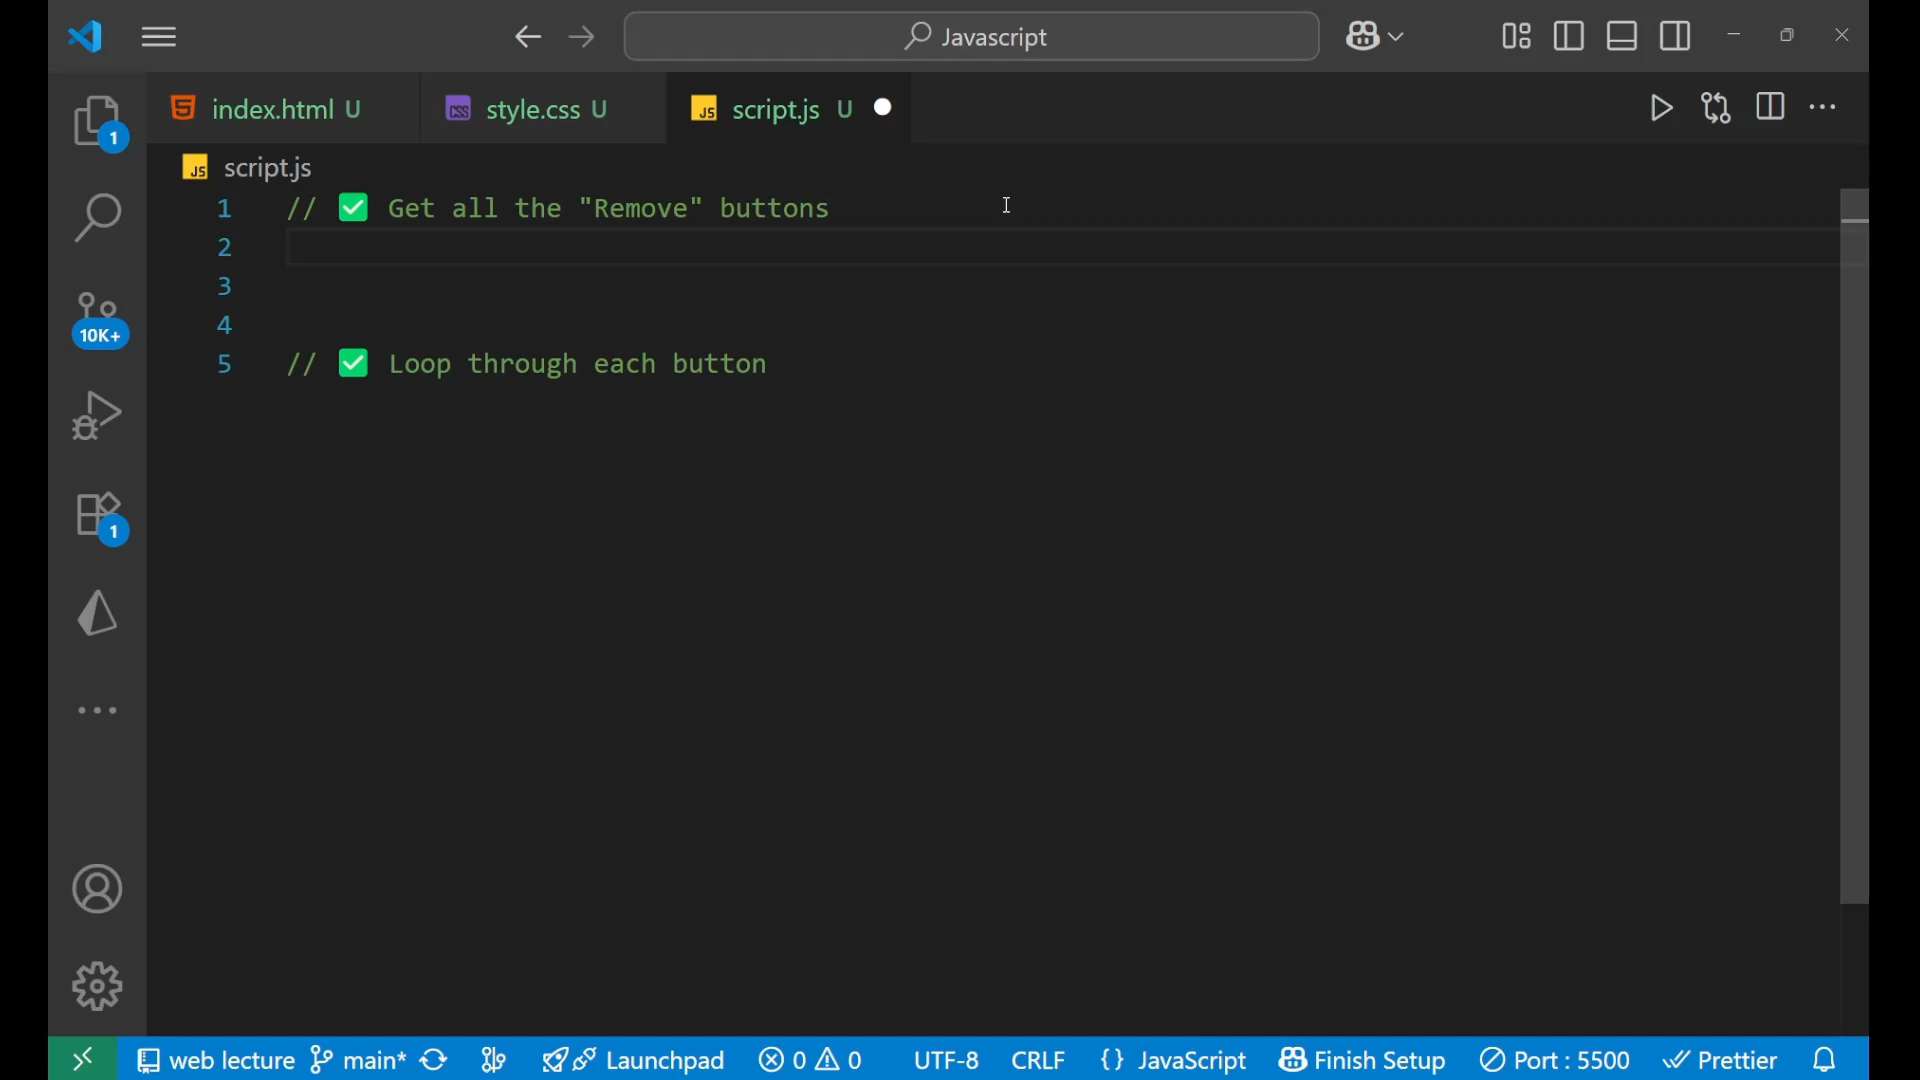 Javascript
index.html U
style.css U
script.js U
script.js
1 // ✅ Get all the "Remove" buttons
2
3
4
5 // ✅ Loop through each button
1
10K+
1
web lecture main* Launchpad 0 0 UTF-8 CRLF {} JavaScript Finish Setup Port : 5500 Prettier